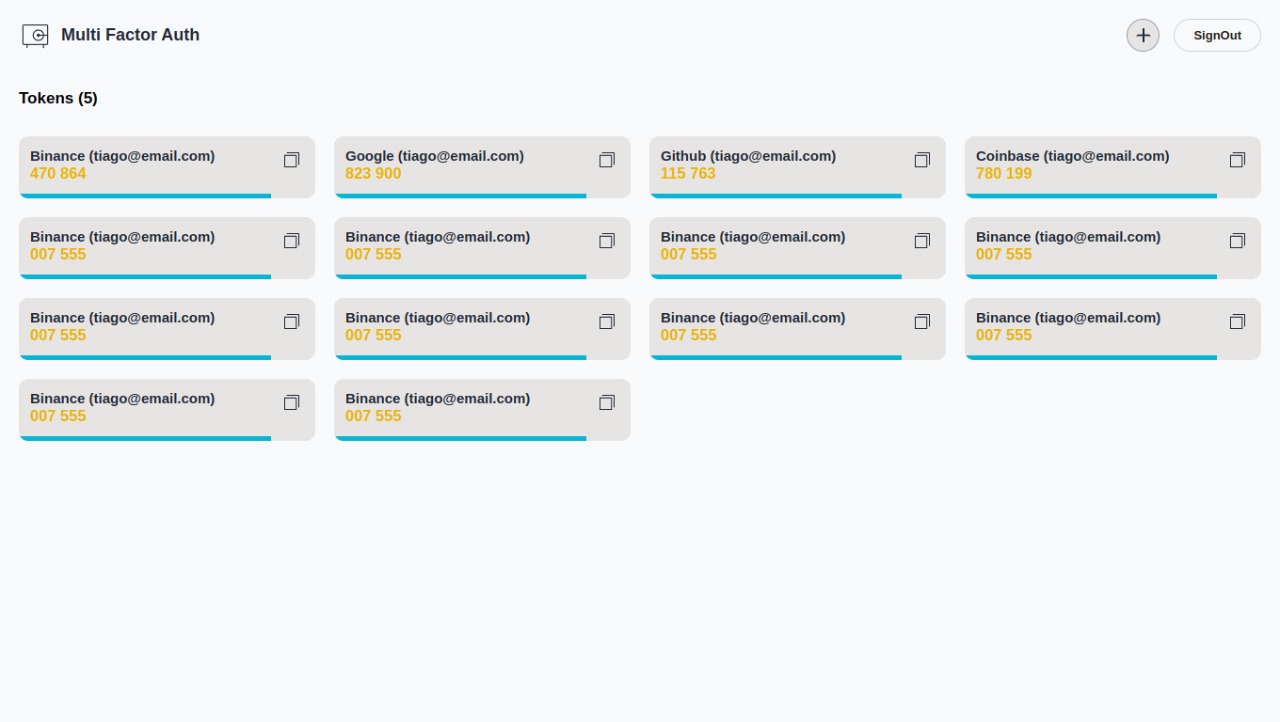 Multi Factor Auth
SignOut
Tokens (5)
Binance (tiago@email.com)
470 864
Google (tiago@email.com)
823 900
Github (tiago@email.com)
115 763
Coinbase (tiago@email.com)
780 199
Binance (tiago@email.com)
007 555
Binance (tiago@email.com)
007 555
Binance (tiago@email.com)
007 555
Binance (tiago@email.com)
007 555
Binance (tiago@email.com)
007 555
Binance (tiago@email.com)
007 555
Binance (tiago@email.com)
007 555
Binance (tiago@email.com)
007 555
Binance (tiago@email.com)
007 555
Binance (tiago@email.com)
007 555